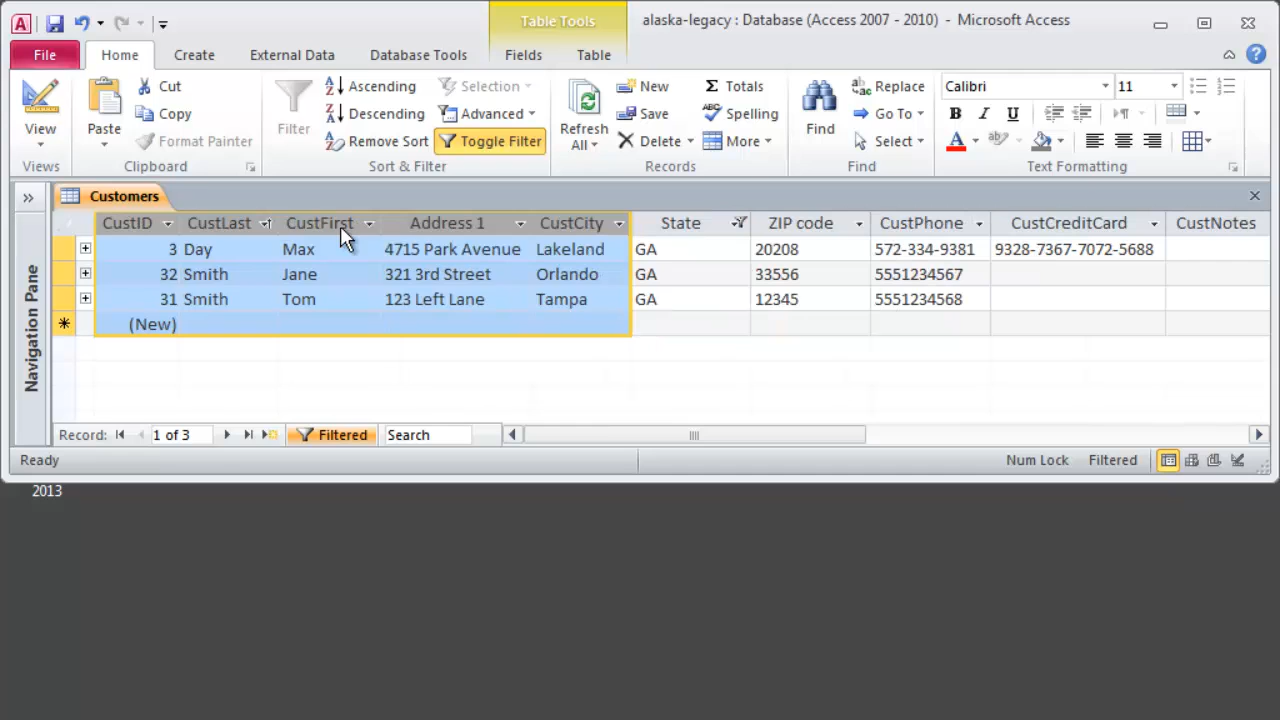 Table Tools
alaska-legacy : Database (Access 2007 - 2010) - Microsoft Access
File Home Create External Data Database Tools Fields Table
View
Views
Paste
Cut
Copy
Format Painter
Clipboard
Filter
Ascending
Descending
Remove Sort
Selection
Advanced
Toggle Filter
Sort & Filter
Refresh
All
New
Save
Delete
Totals
Spelling
More
Records
Find
Replace
Go To
Select
Find
Calibri 11
B I U
A ab
Text Formatting
Customers
Navigation Pane
CustID CustLast CustFirst Address 1 CustCity State ZIP code CustPhone CustCreditCard CustNotes
3 Day Max 4715 Park Avenue Lakeland GA 20208 572-334-9381 9328-7367-7072-5688
32 Smith Jane 321 3rd Street Orlando GA 33556 5551234567
31 Smith Tom 123 Left Lane Tampa GA 12345 5551234568
(New)
Record: 1 of 3 Filtered Search
Ready Num Lock Filtered
2013